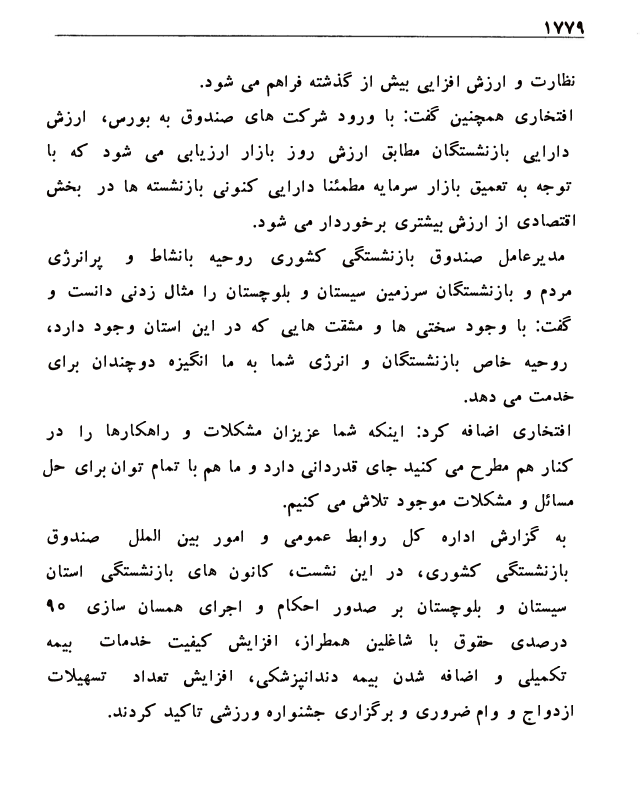 ۱۷۷۹
نظارت و ارزش افزایی بیش از گذشته فراهم می شود.
افتخاری همچنین گفت: با ورود شرکت های صندوق به بورس، ارزش
دارایی بازنشستگان مطابق ارزش روز بازار ارزیابی می شود که با
توجه به تعمیق بازار سرمایه مطمئنا دارایی کنونی بازنشسته ها در بخش
اقتصادی از ارزش بیشتری برخوردار می شود.
مدیرعامل صندوق بازنشستگی کشوری روحیه بانشاط و پرانرژی
مردم و بازنشستگان سرزمین سیستان و بلوچستان را مثال زدنی دانست و
گفت: با وجود سختی ها و مشقت هایی که در این استان وجود دارد،
روحیه خاص بازنشستگان و انرژی شما به ما انگیزه دوچندان برای
خدمت می دهد.
افتخاری اضافه کرد: اینکه شما عزیزان مشکلات و راهکارها را در
کنار هم مطرح می کنید جای قدردانی دارد و ما هم با تمام توان برای حل
مسائل و مشکلات موجود تلاش می کنیم.
به گزارش اداره کل روابط عمومی و امور بین الملل صندوق
بازنشستگی کشوری، در این نشست، کانون های بازنشستگی استان
سیستان و بلوچستان بر صدور احکام و اجرای همسان سازی ۹۰
درصدی حقوق با شاغلین همطراز، افزایش کیفیت خدمات بیمه
تکمیلی و اضافه شدن بیمه دندانپزشکی، افزایش تعداد تسهیلات
ازدواج و وام ضروری و برگزاری جشنواره ورزشی تاکید کردند.